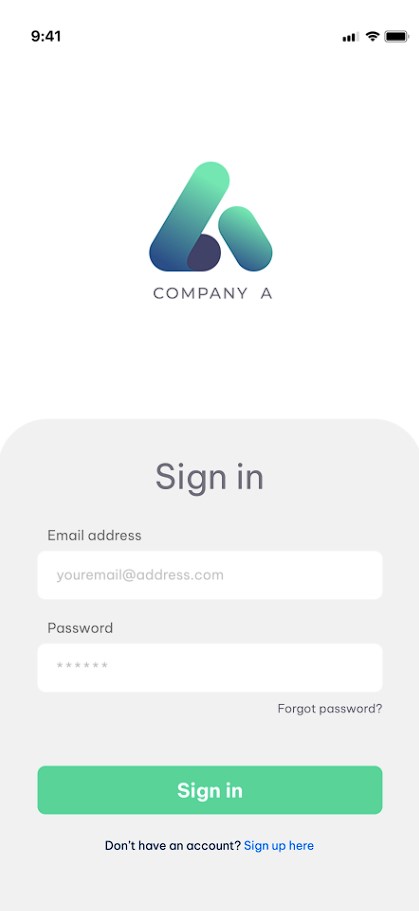 9:41
COMPANY A
Sign in
Email address
youremail@address.com
Password
******
Forgot password?
Sign in
Don't have an account? Sign up here